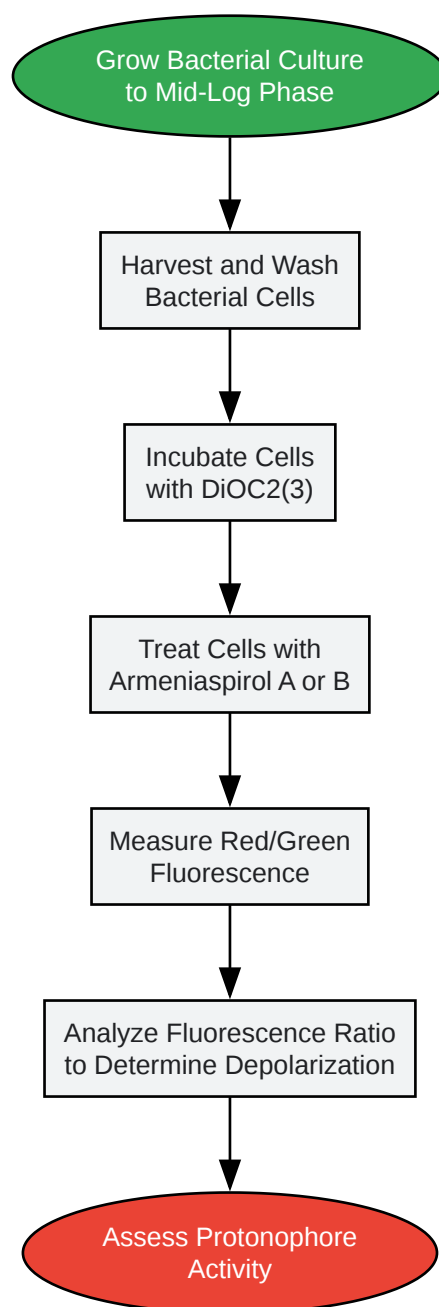 Grow Bacterial Culture
to Mid-Log Phase
Harvest and Wash
Bacterial Cells
Incubate Cells
with DiOC2(3)
Treat Cells with
Armeniaspirol A or B
Measure Red/Green
Fluorescence
Analyze Fluorescence Ratio
to Determine Depolarization
Assess Protonophore
Activity